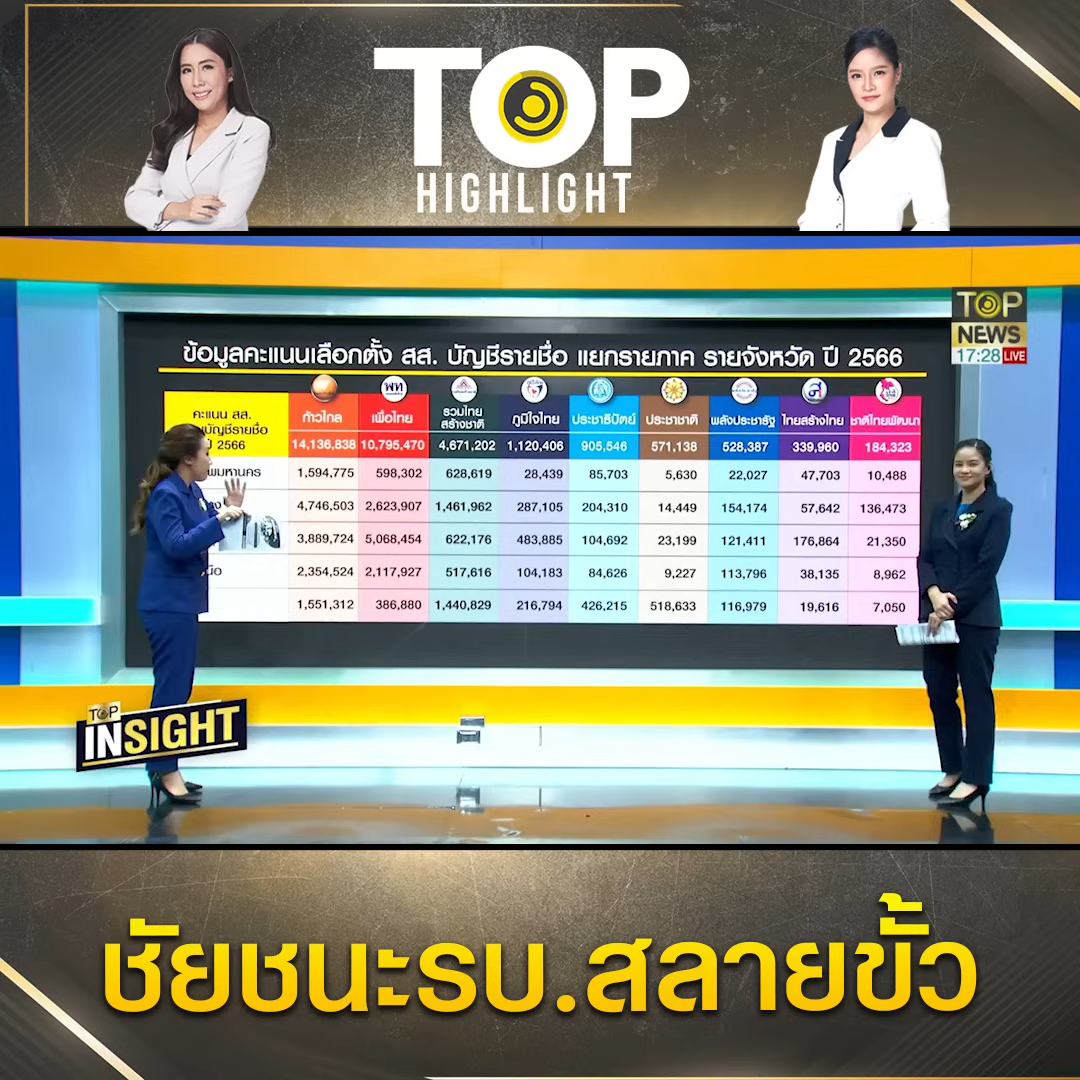 TOP
HIGHLIGHT
TOP
NEWS
17:28 LIVE
ข้อมูลคะแนนเลือกตั้ง สส. บัญชีรายชื่อ แยกรายภาค รายจังหวัด ปี 2566
พท
คะแนน สส.
บัญชีรายชื่อ
ปี 2566
ก้าวไกล เพื่อไทย รวมไทยสร้างชาติ ภูมิใจไทย ประชาธิปัตย์ ประชาชาติ พลังประชารัฐ ไทยสร้างไทย ชาติไทยพัฒนา
14,136,838 10,795,470 4,671,202 1,120,406 905,546 571,138 528,387 339,960 184,323
พมหานคร 1,594,775 598,302 628,619 28,439 85,703 5,630 22,027 47,703 10,488
4,746,503 2,623,907 1,461,962 287,105 204,310 14,449 154,174 57,642 136,473
3,889,724 5,068,454 622,176 483,885 104,692 23,199 121,411 176,864 21,350
2,354,524 2,117,927 517,616 104,183 84,626 9,227 113,796 38,135 8,962
1,551,312 386,880 1,440,829 216,794 426,215 518,633 116,979 19,616 7,050
TOP
INSIGHT
ชัยชนะรบ.สลายขั้ว